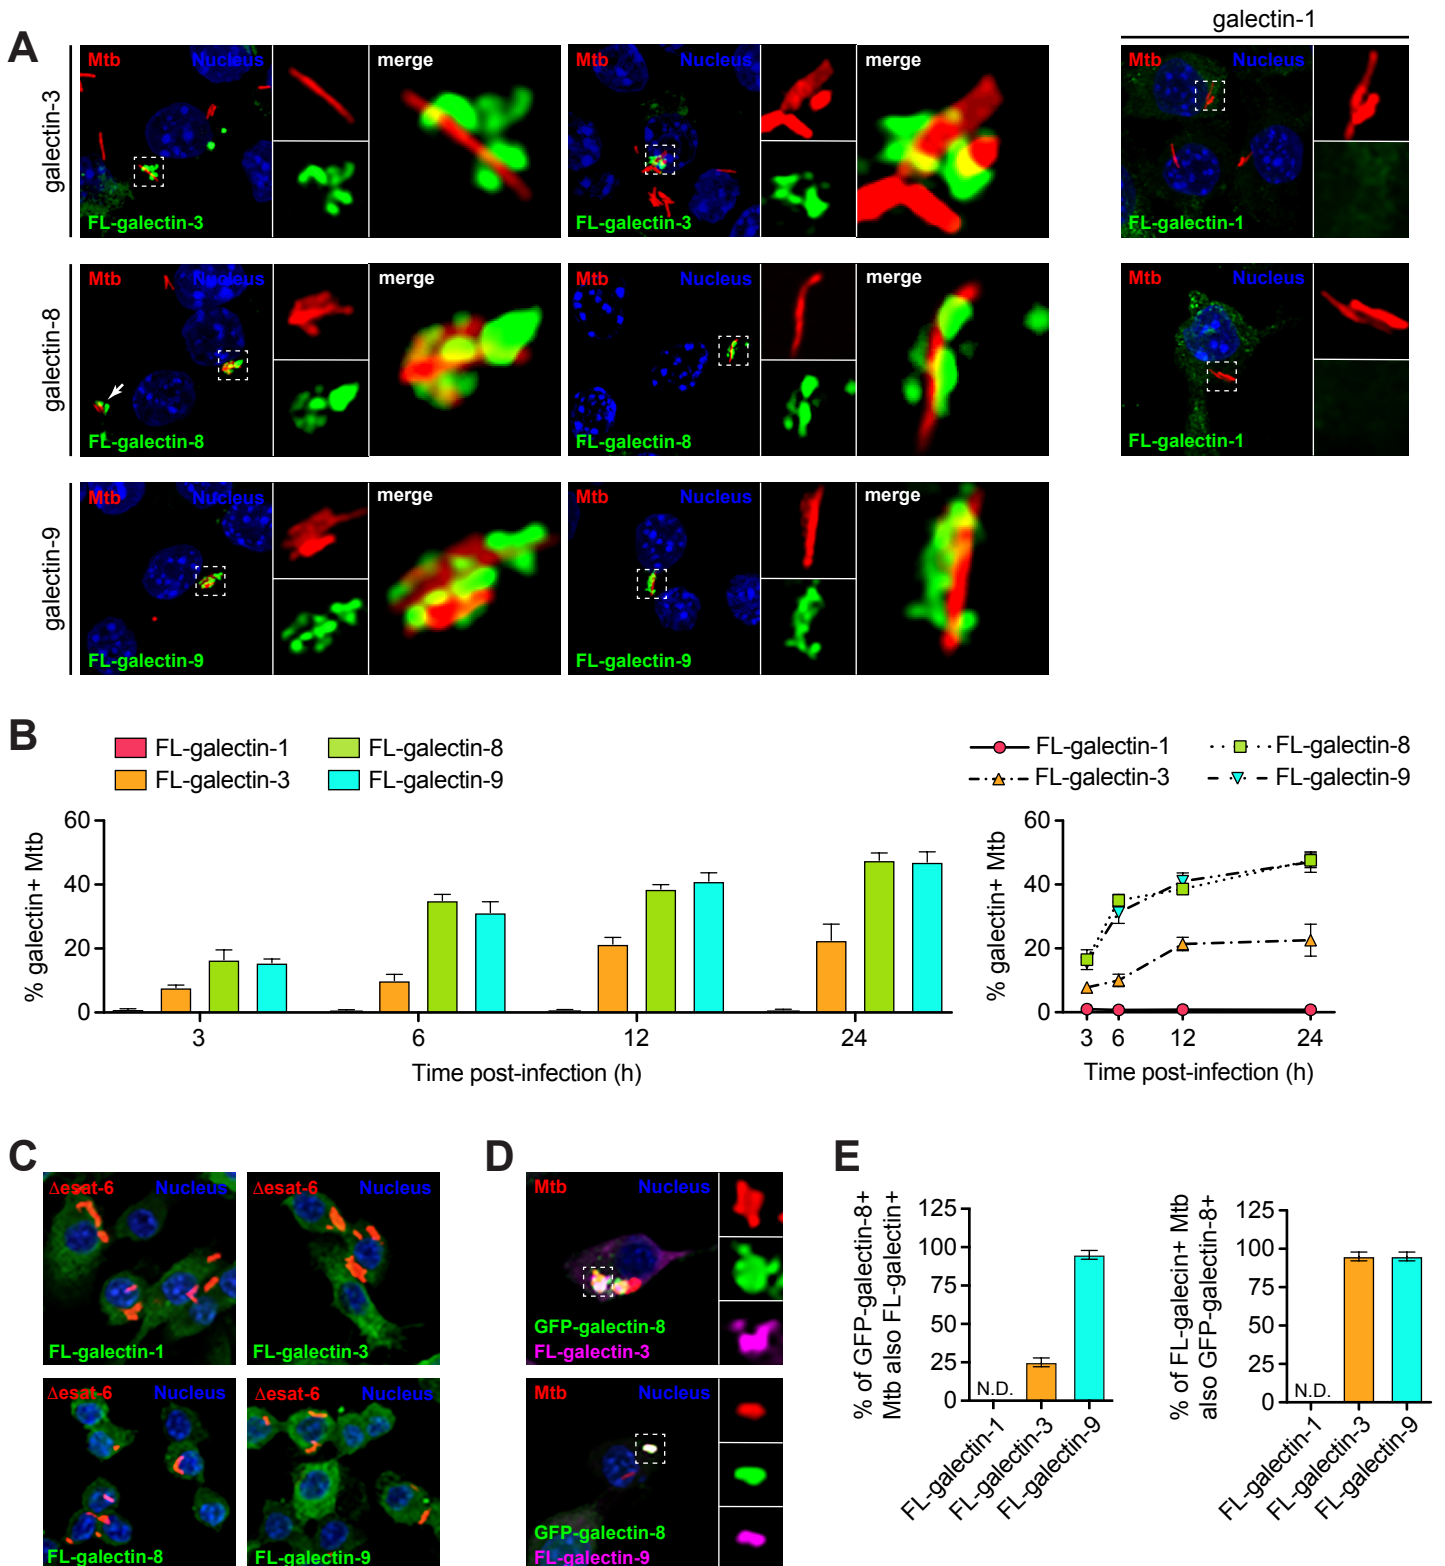 A
galectin-1
galectin-3
Mtb Nucleus
FL-galectin-3
merge
Mtb Nucleus
FL-galectin-3
merge
Mtb Nucleus
FL-galectin-1
galectin-8
Mtb Nucleus
FL-galectin-8
merge
Mtb Nucleus
FL-galectin-8
merge
Mtb Nucleus
FL-galectin-1
galectin-9
Mtb Nucleus
FL-galectin-9
merge
Mtb Nucleus
FL-galectin-9
merge
B
FL-galectin-1 FL-galectin-8
FL-galectin-3 FL-galectin-9
% galectin+ Mtb
60
40
20
0
3 6 12 24
Time post-infection (h)
FL-galectin-1 FL-galectin-8
FL-galectin-3 FL-galectin-9
% galectin+ Mtb
60
40
20
0
3 6 12 24
Time post-infection (h)
C
Δesat-6 Nucleus
FL-galectin-1
Δesat-6 Nucleus
FL-galectin-3
Δesat-6 Nucleus
FL-galectin-8
Δesat-6 Nucleus
FL-galectin-9
D
Mtb Nucleus
GFP-galectin-8
FL-galectin-3
Mtb Nucleus
GFP-galectin-8
FL-galectin-9
E
% of GFP-galectin-8+
Mtb also FL-galectin+
125
100
75
50
25
0
N.D.
FL-galectin-1
FL-galectin-3
FL-galectin-9
% of FL-galecin+ Mtb
also GFP-galectin-8+
125
100
75
50
25
0
N.D.
FL-galectin-1
FL-galectin-3
FL-galectin-9